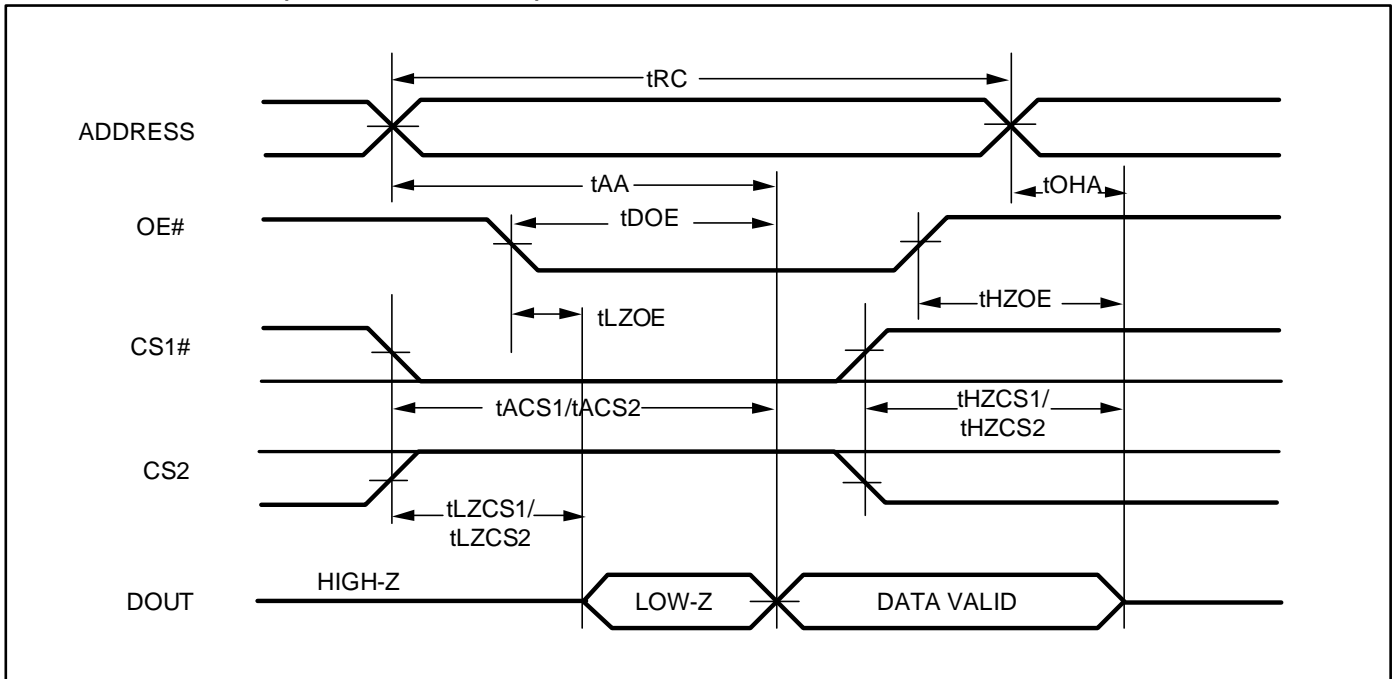 tRC
ADDRESS
tAA
tOHA
OE#
tDOE
tHZOE
tLZOE
CS1#
tACS1/tACS2
tHZCS1/
tHZCS2
CS2
tLZCS1/
tLZCS2
HIGH-Z
DOUT
LOW-Z
DATA VALID